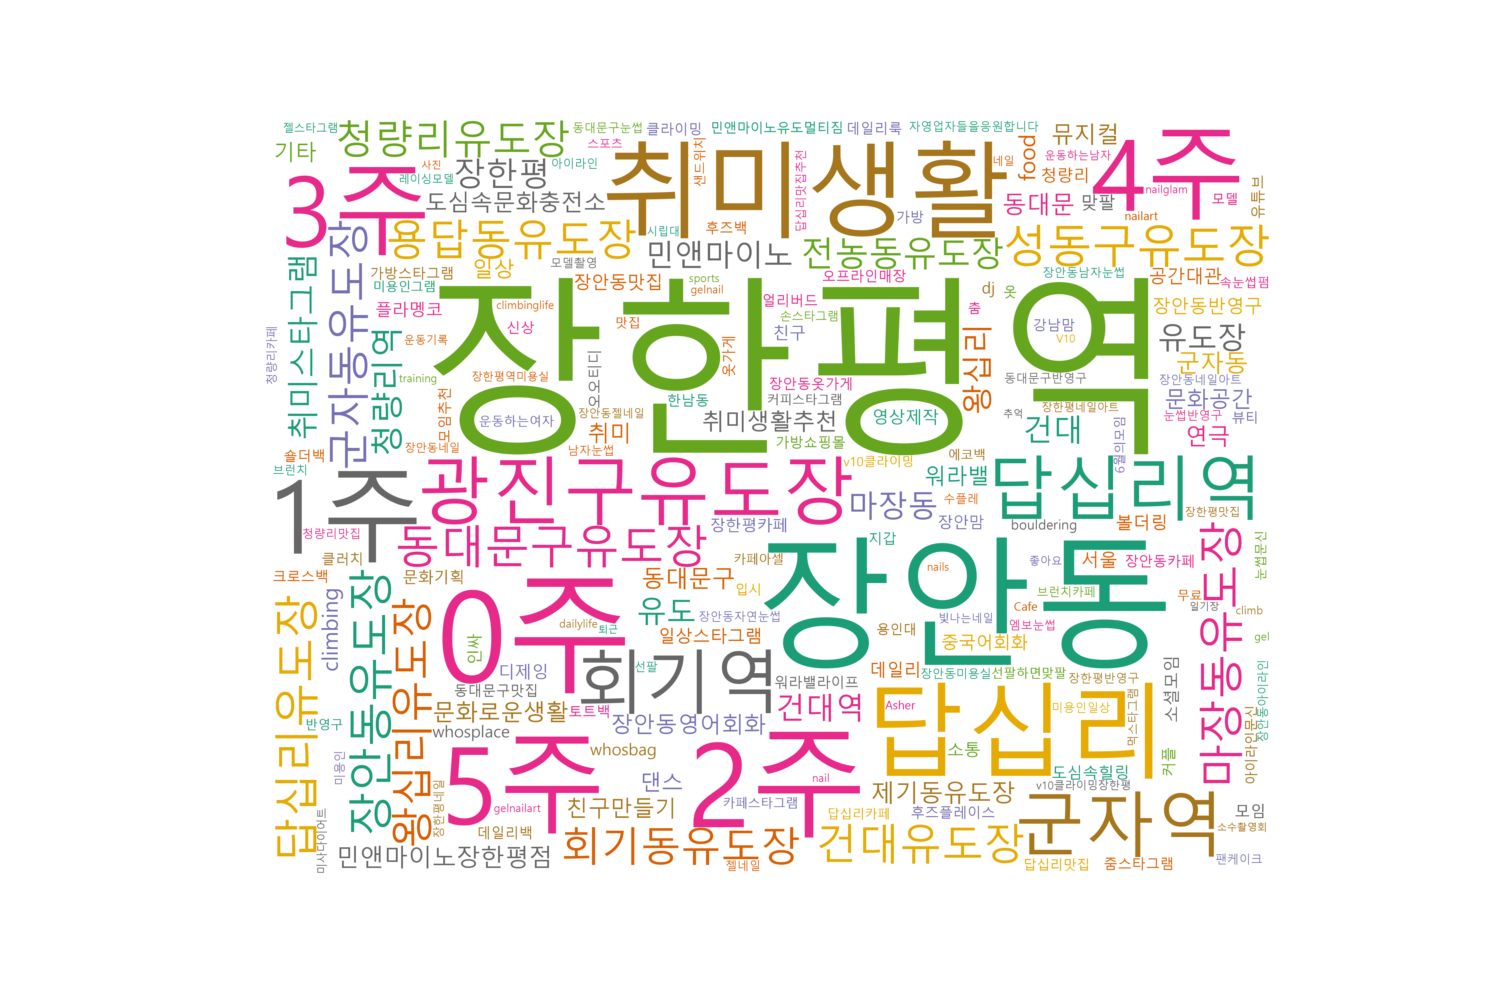 젤스타그램
청량리유도장
동대문구눈썹
클라이밍
민앤마이노유도멀티짐
데일리룩
자영업자들을응원합니다
뮤지컬
4주
기타
3주
사진
레이싱모델
장한평
아이라인
스포츠
취미생활
샌드위치
답십리맛집추천
네일
food
운동하는남자
청량리
nailglam
모델
유튜브
도심속문화충전소
동대문
맞팔
nailart
용답동유도장
시립대
후즈백
가방
민앤마이노
전농동유도장
성동구유도장
취미스타그램
군자동유도장
가방스타그램
미용인그램
일상
모델촬영
장안동맛집
sports
gelnail
오프라인매장
장안동남자눈썹
공간대관
속눈썹펌
플라멩코
장한평역
climbinglife
신상
맛집
얼리버드
손스타그램
친구
dj
옷
춤
강남맘
V10
장안동반영구
유도장
청량리카페
청량리역
운동기록
training
장한평역미용실
오오티디
옷가게
왕십리
군자동
동대문구반영구
장안동네일아트
모임추천
운동하는여자
장안동젤네일
한남동
장안동옷가게
커피스타그램
영상제작
추억
장한평네일아트
문화공간
눈썹반영구
뷰티
취미
취미생활추천
가방쇼핑몰
건대
연극
장안동네일
남자눈썹
숄더백
브런치
v10클라이밍
에코백
6월의모임
1주
광진구유도장
마장동
워라밸
수플레
답십리역
장한평맛집
청량리맛집
동대문구유도장
장한평카페
장안맘
bouldering
볼더링
마장동유도장
눈썹문신
클러치
크로스백
문화기획
카페아셀
지갑
장안동
좋아요
서울
장안동카페
답십리유도장
climbing
장안동유도장
왕십리유도장
0주
인싸
dailylife
퇴근
동대문구
입시
유도
장안동자연눈썹
nails
브런치카페
무료
일기장
climb
Cafe
빛나는네일
엠보눈썹
gel
일상스타그램
용인대
중국어회화
디제잉
선팔
회기역
워라밸라이프
데일리
장안동미용실
선팔하면맞팔
장한평반영구
소셜모임
동대문구맛집
반영구
문화로운생활
토트백
장안동영어회화
건대역
Asher
답십리
미용인일상
먹스타그램
아이라인문신
장안동아이라인
whosplace
whosbag
5주
2주
소통
커플
도심속힐링
미용인
장한평네일
gelnailart
댄스
nail
카페스타그램
제기동유도장
v10클라이밍장한평
미사다이어트
친구만들기
답십리카페
후즈플레이스
군자역
모임
소수촬영회
데일리백
민앤마이노장한평점
회기동유도장
젤네일
건대유도장
답십리맛집
줌스타그램
팬케이크